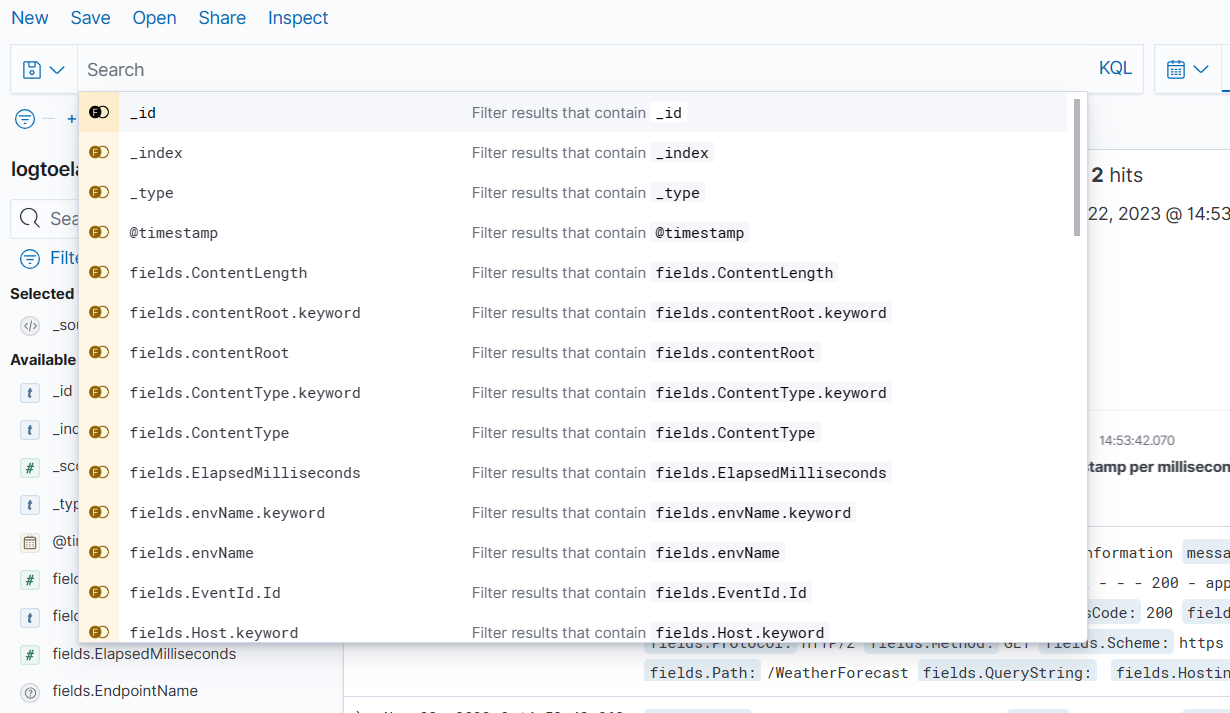 New Save Open Share Inspect
Search KQL
_id Filter results that contain _id
_index Filter results that contain _index
_type Filter results that contain _type
@timestamp Filter results that contain @timestamp
fields.ContentLength Filter results that contain fields.ContentLength
fields.contentRoot.keyword Filter results that contain fields.contentRoot.keyword
fields.contentRoot Filter results that contain fields.contentRoot
fields.ContentType.keyword Filter results that contain fields.ContentType.keyword
fields.ContentType Filter results that contain fields.ContentType
fields.ElapsedMilliseconds Filter results that contain fields.ElapsedMilliseconds
fields.envName.keyword Filter results that contain fields.envName.keyword
fields.envName Filter results that contain fields.envName
fields.EventId.Id Filter results that contain fields.EventId.Id
fields.Host.keyword Filter results that contain fields.Host.keyword
logtoela
Sea
Filte
Selected
_sou
Available
t _id
t _ind
# _sco
t _typ
@tin
# field
t field
# fields.ElapsedMilliseconds
fields.EndpointName
2 hits
22, 2023 @ 14:53
14:53:42.070
stamp per millisecon
nformation messa
- - - 200 - app
sCode: 200 field
fields.Protocol: HTTP/2 fields.Method: GET fields.Scheme: https
fields.Path: /WeatherForecast fields.QueryString: fields.Hostin